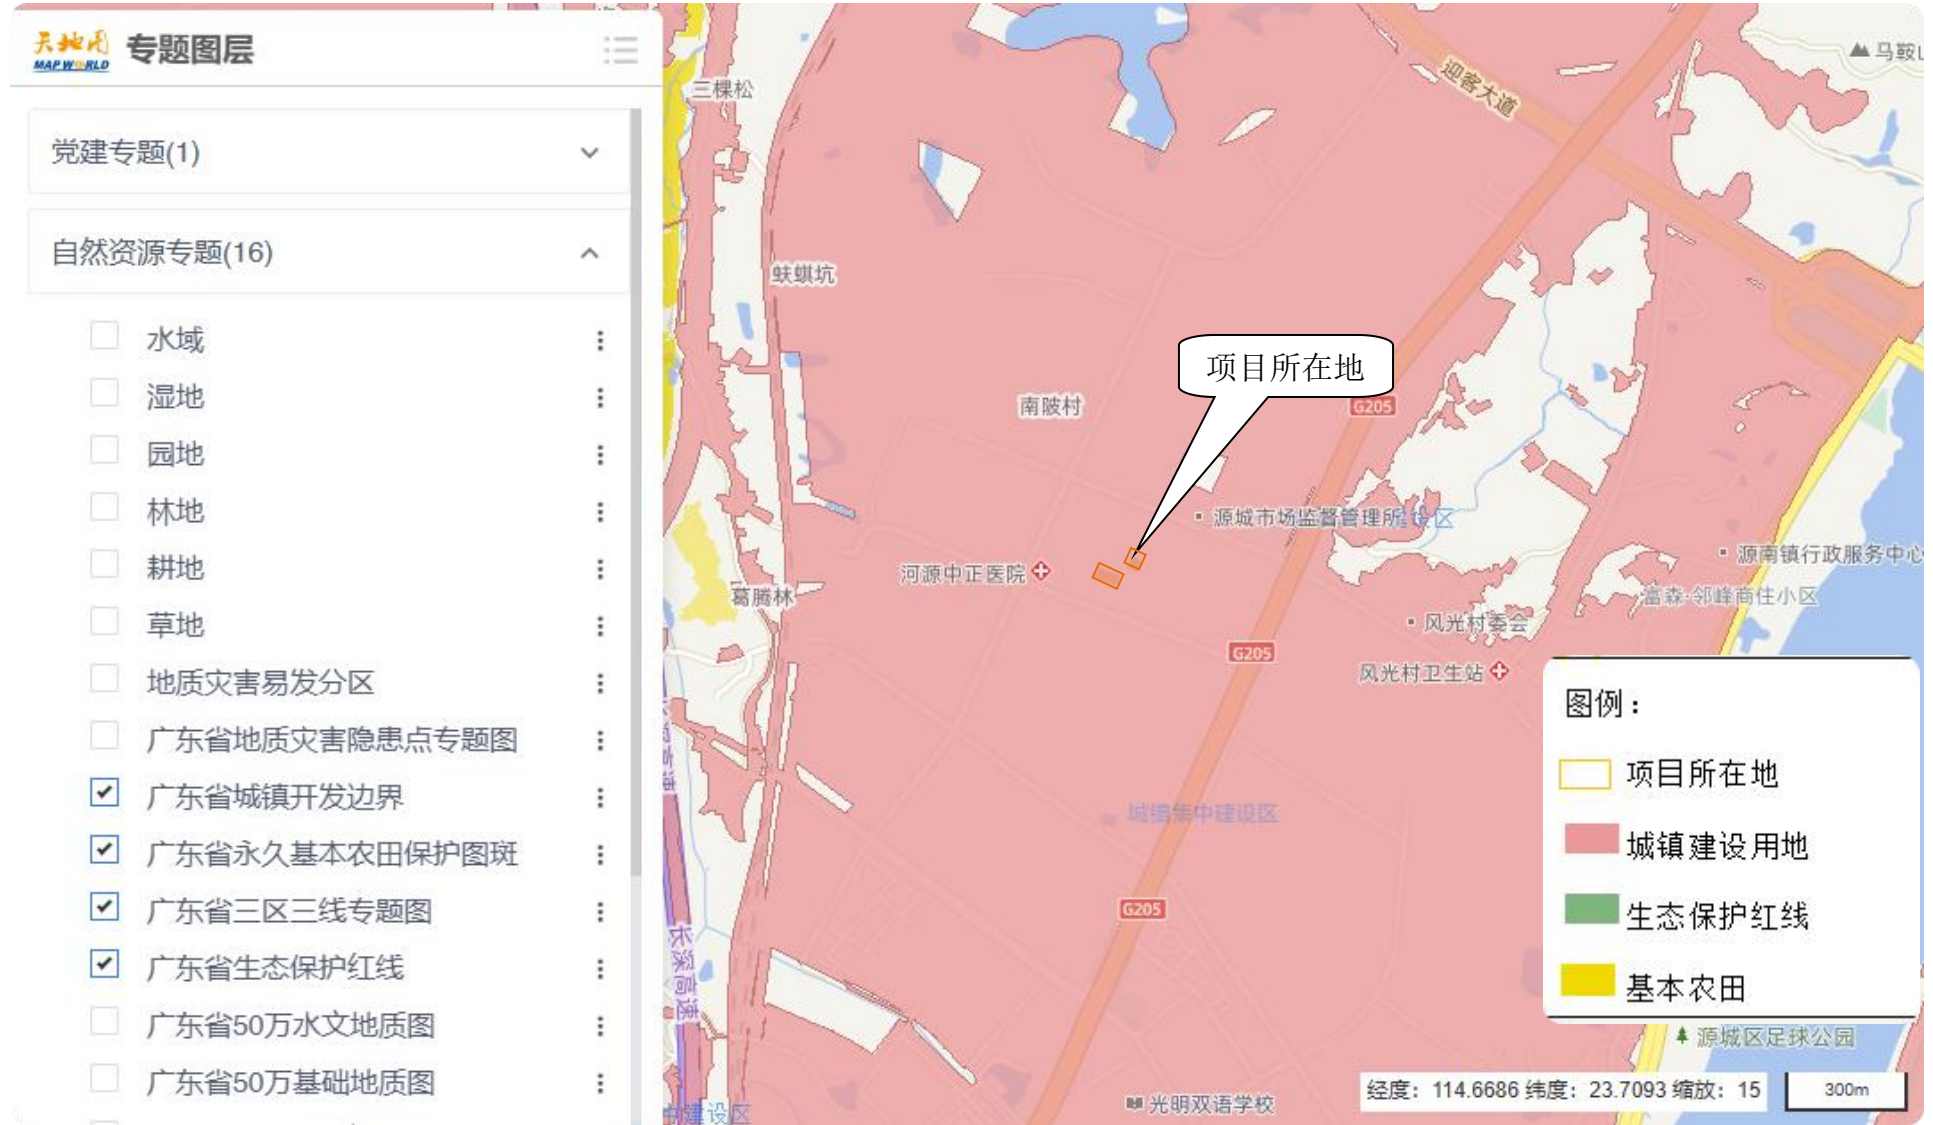 天地图
MAP WORLD
专题图层
党建专题(1)
自然资源专题(16)
水域
湿地
园地
林地
耕地
草地
地质灾害易发分区
广东省地质灾害隐患点专题图
广东省城镇开发边界
广东省永久基本农田保护图斑
广东省三区三线专题图
广东省生态保护红线
广东省50万水文地质图
广东省50万基础地质图
三棵松
迎客大道
蚨蜞坑
项目所在地
南陂村
G205
源城市场监督管理所
河源中正医院
源南镇行政服务中心
葛腾林
富森·邻峰商住小区
风光村委会
G205
风光村卫生站
城镇集中建设区
G205
长深高速
光明双语学校
源城区足球公园
图例：
项目所在地
城镇建设用地
生态保护红线
基本农田
经度：114.6686 纬度：23.7093 缩放：15
300m